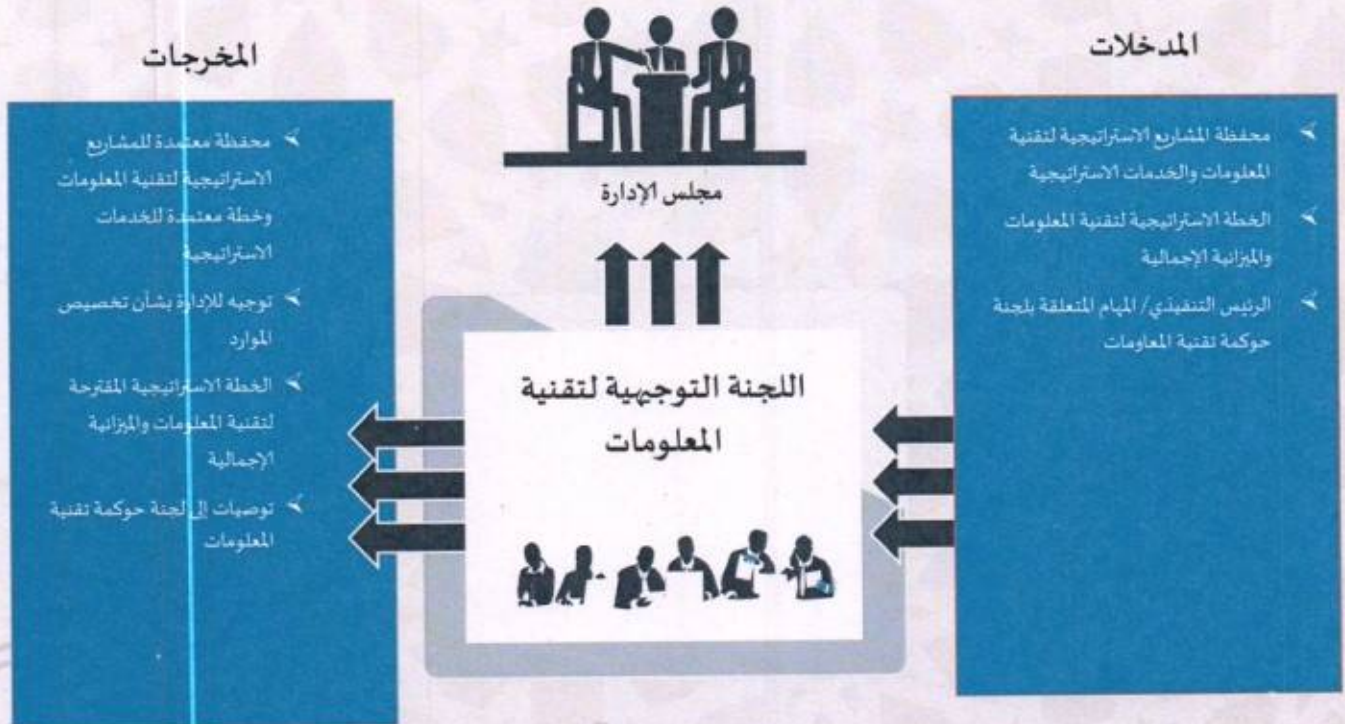 المدخلات
محفظة المشاريع الاستراتيجية لتقنية
المعلومات والخدمات الاستراتيجية
الخطة الاستراتيجية لتقنية المعلومات
والميزانية الإجمالية
الرئيس التنفيذي/ المهام المتعلقة بلجنة
حوكمة تقنية المعلومات
مجلس الإدارة
اللجنة التوجيهية لتقنية
المعلومات
المخرجات
محفظة معتمدة للمشاريع
الاستراتيجية لتقنية المعلومات
وخطة معتمدة للخدمات
الاستراتيجية
توجيه للإدارة بشأن تخصيص
الموارد
الخطة الاستراتيجية المقترحة
لتقنية المعلومات والميزانية
الإجمالية
توصيات إلى لجنة حوكمة تقنية
المعلومات